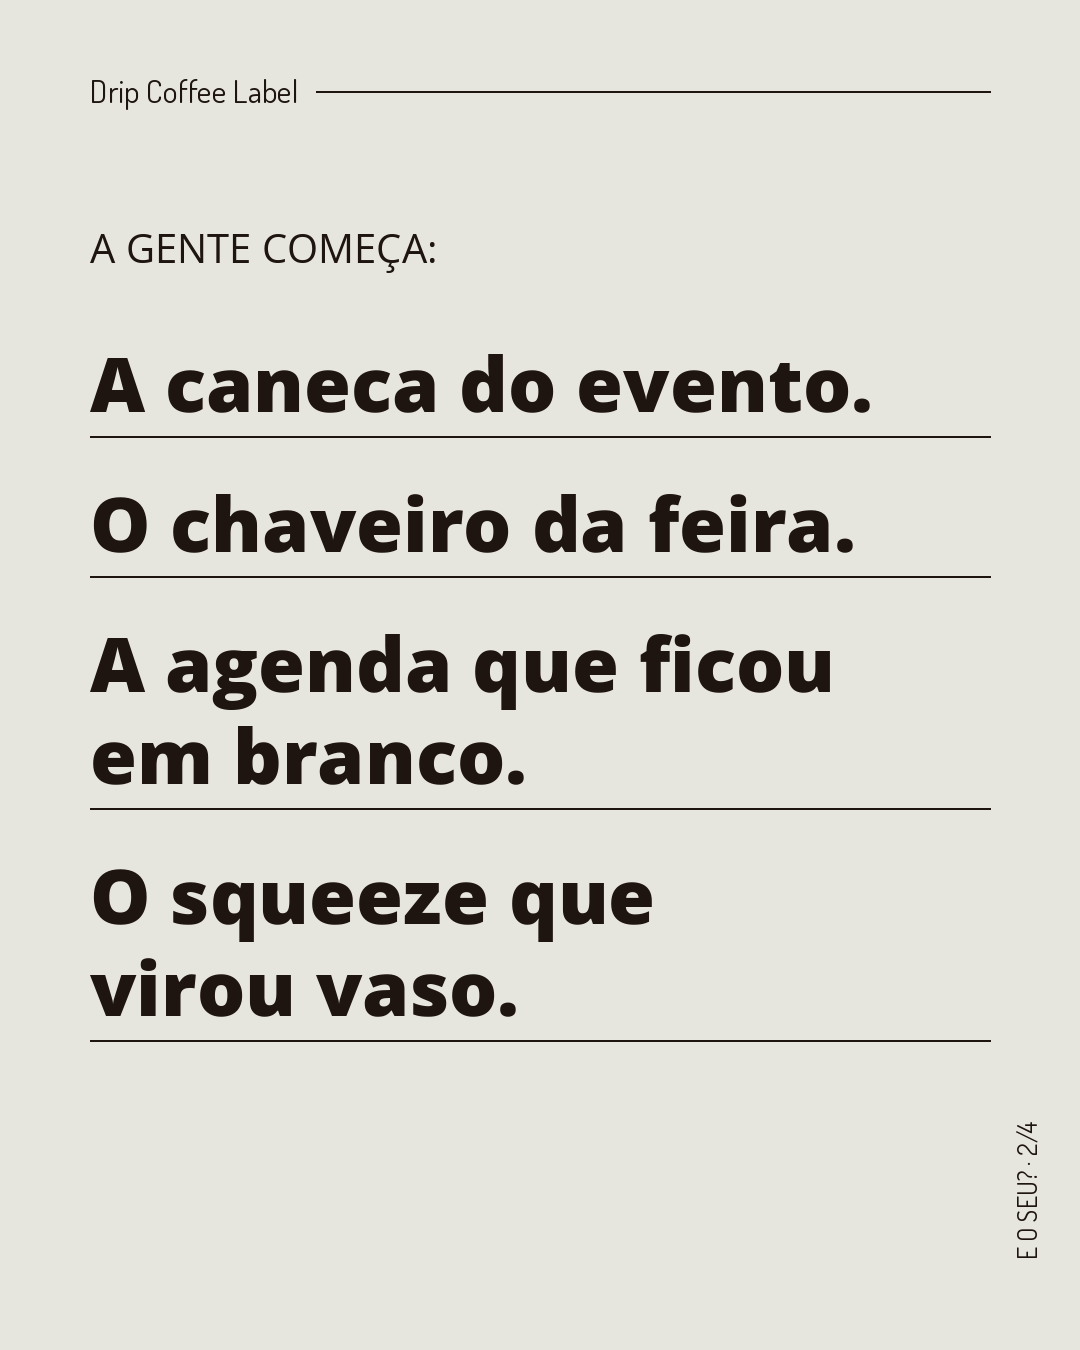 Drip Coffee Label
A GENTE COMEÇA:
A caneca do evento.
O chaveiro da feira.
A agenda que ficou
em branco.
O squeeze que
virou vaso.
E O SEU? · 2/4